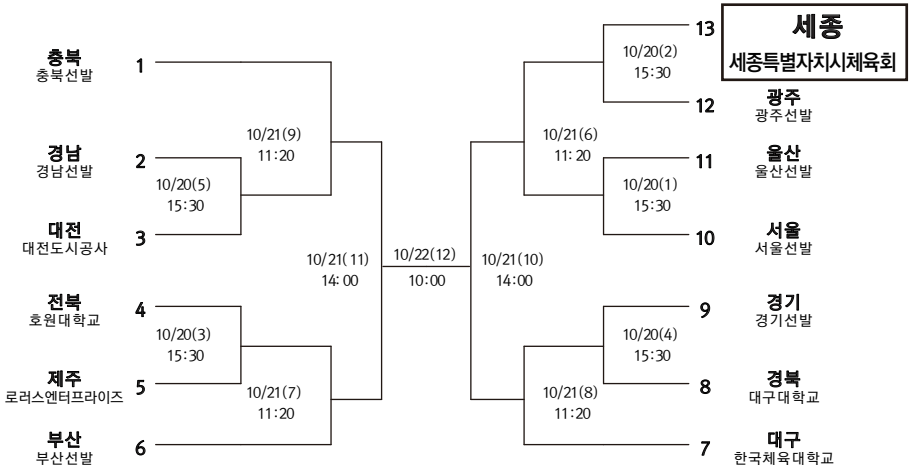 충북
충북선발
1
10/21(9)
11:20
경남
경남선발
2
10/20(5)
15:30
대전
대전도시공사
3
10/21(11)
14:00
전북
호원대학교
4
10/20(3)
15:30
제주
로러스엔터프라이즈
5
10/21(7)
11:20
부산
부산선발
6
10/22(12)
10:00
13
세종
세종특별자치시체육회
10/20(2)
15:30
12
광주
광주선발
10/21(6)
11:20
11
울산
울산선발
10/20(1)
15:30
10
서울
서울선발
10/21(10)
14:00
9
경기
경기선발
10/20(4)
15:30
8
경북
대구대학교
10/21(8)
11:20
7
대구
한국체육대학교